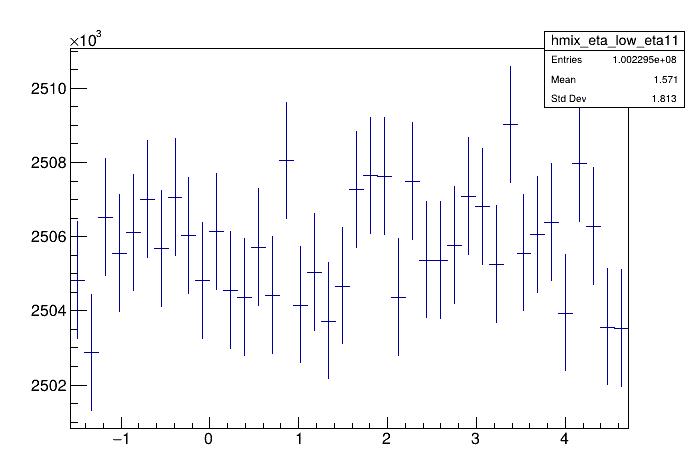 ×10³
hmix_eta_low_eta11
Entries 1.002295e+08
Mean 1.571
Std Dev 1.813
2510
2508
2506
2504
2502
−1 0 1 2 3 4